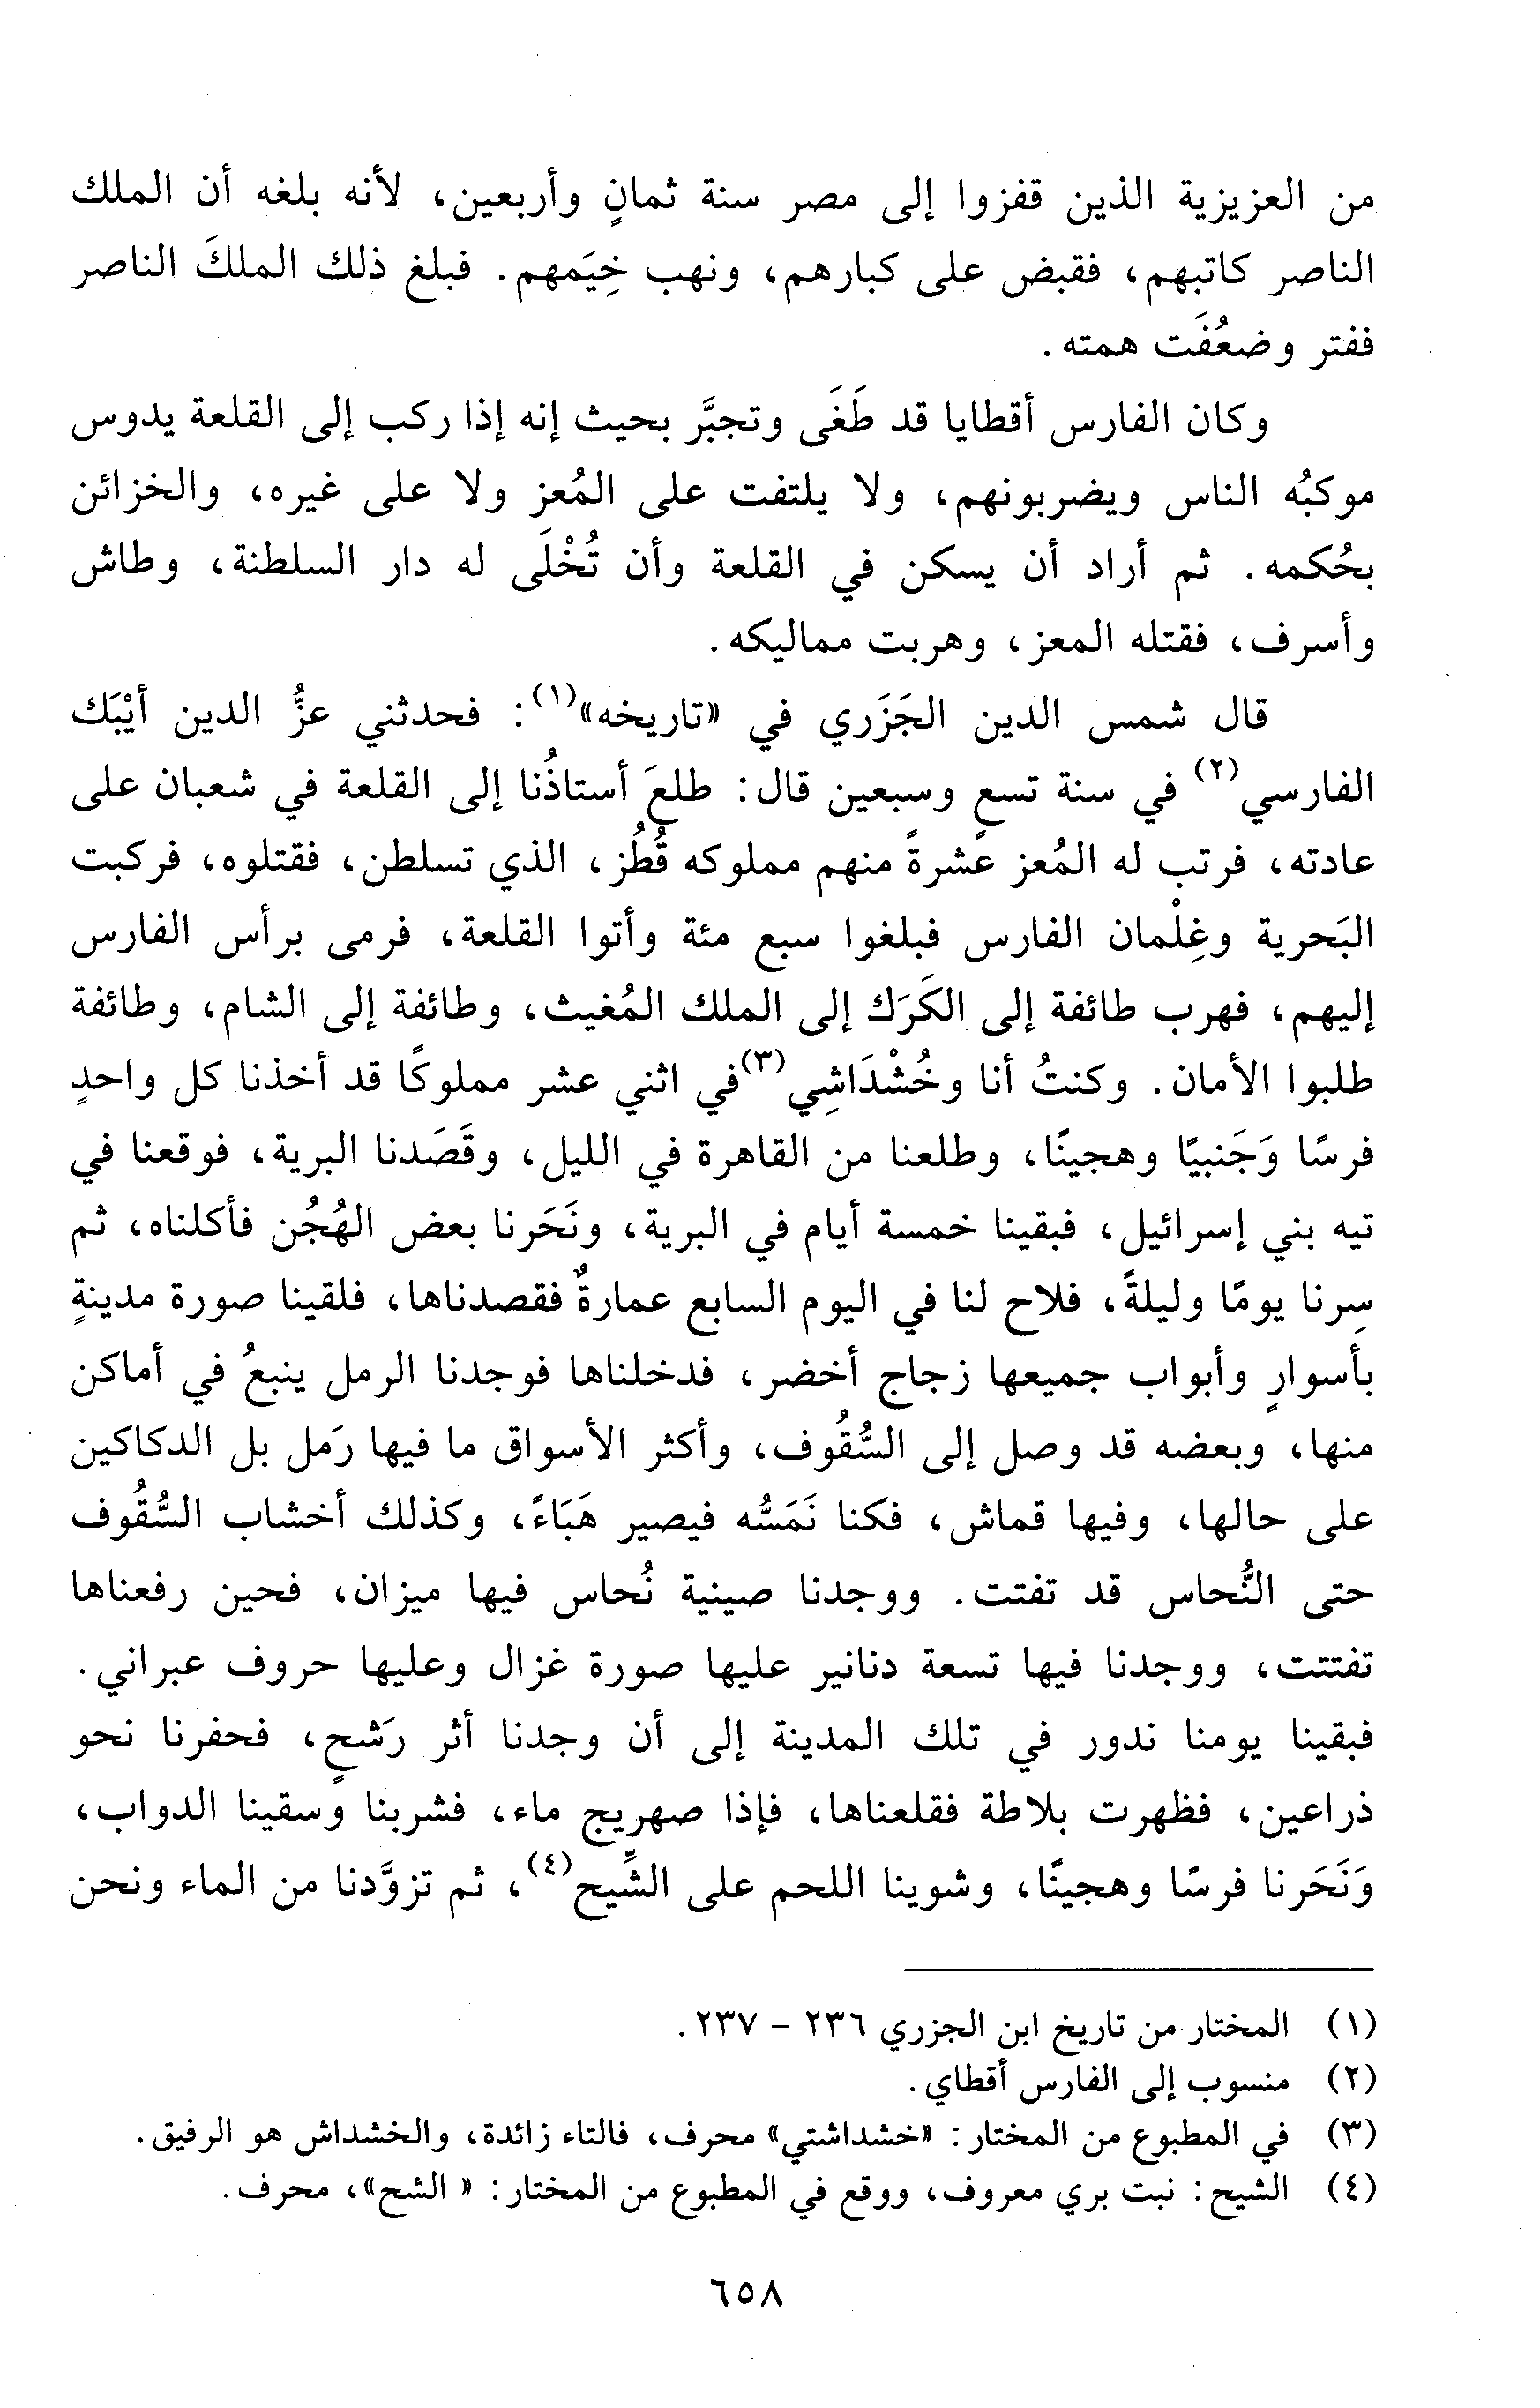 من العزيزية الذين قفزوا إلى مصر سنة ثمانٍ وأربعين، لأنه بلغه أن الملك
الناصر كاتبهم، فقبض على كبارهم، ونهب خِيَمهم. فبلغ ذلك الملكَ الناصر
ففتر وضعُفَت همته.
وكان الفارس أقطايا قد طَغَى وتجبَّر بحيث إنه إذا ركب إلى القلعة يدوس
موكبُه الناس ويضربونهم، ولا يلتفت على المُعز ولا على غيره، والخزائن
بحُكمه. ثم أراد أن يسكن في القلعة وأن تُخْلَى له دار السلطنة، وطاش
وأسرف، فقتله المعز، وهربت مماليكه.
قال شمس الدين الجَزَري في «تاريخه»(١): فحدثني عزُّ الدين أيْبَك
الفارسي(٢) في سنة تسعٍ وسبعين قال: طلعَ أستاذُنا إلى القلعة في شعبان على
عادته، فرتب له المُعز عَشرةً منهم مملوكه قُطُز، الذي تسلطن، فقتلوه، فركبت
البَحرية وغِلْمان الفارس فبلغوا سبع مئة وأتوا القلعة، فرمى برأس الفارس
إليهم، فهرب طائفة إلى الكَرَك إلى الملك المُغيث، وطائفة إلى الشام، وطائفة
طلبوا الأمان. وكنتُ أنا وخُشْدَاشِي(٣) في اثني عشر مملوكًا قد أخذنا كل واحدٍ
فرسًا وَجَنبيًا وهجينًا، وطلعنا من القاهرة في الليل، وقَصَدنا البرية، فوقعنا في
تيه بني إسرائيل، فبقينا خمسة أيام في البرية، ونَحَرنا بعض الهُجُن فأكلناه، ثم
سِرنا يومًا وليلةً، فلاح لنا في اليوم السابع عمارةٌ فقصدناها، فلقينا صورة مدينةٍ
بأسوارٍ وأبواب جميعها زجاج أخضر، فدخلناها فوجدنا الرمل ينبعُ في أماكن
منها، وبعضه قد وصل إلى السُّقُوف، وأكثر الأسواق ما فيها رَمل بل الدكاكين
على حالها، وفيها قماش، فكنا نَمَسُّه فيصير هَبَاءً، وكذلك أخشاب السُّقُوف
حتى النُّحاس قد تفتت. ووجدنا صينية نُحاس فيها ميزان، فحين رفعناها
تفتتت، ووجدنا فيها تسعة دنانير عليها صورة غزال وعليها حروف عبراني.
فبقينا يومنا ندور في تلك المدينة إلى أن وجدنا أثر رَشحٍ، فحفرنا نحو
ذراعين، فظهرت بلاطة فقلعناها، فإذا صهريج ماء، فشربنا وسقينا الدواب،
وَنَحَرنا فرسًا وهجينًا، وشوينا اللحم على الشِّيح(٤)، ثم تزوَّدنا من الماء ونحن
(١) المختار من تاريخ ابن الجزري ٢٣٦ - ٢٣٧.
(٢) منسوب إلى الفارس أقطاي.
(٣) في المطبوع من المختار: «خشداشتي» محرف، فالتاء زائدة، والخشداش هو الرفيق.
(٤) الشيح: نبت بري معروف، ووقع في المطبوع من المختار: « الشح»، محرف.
٦٥٨